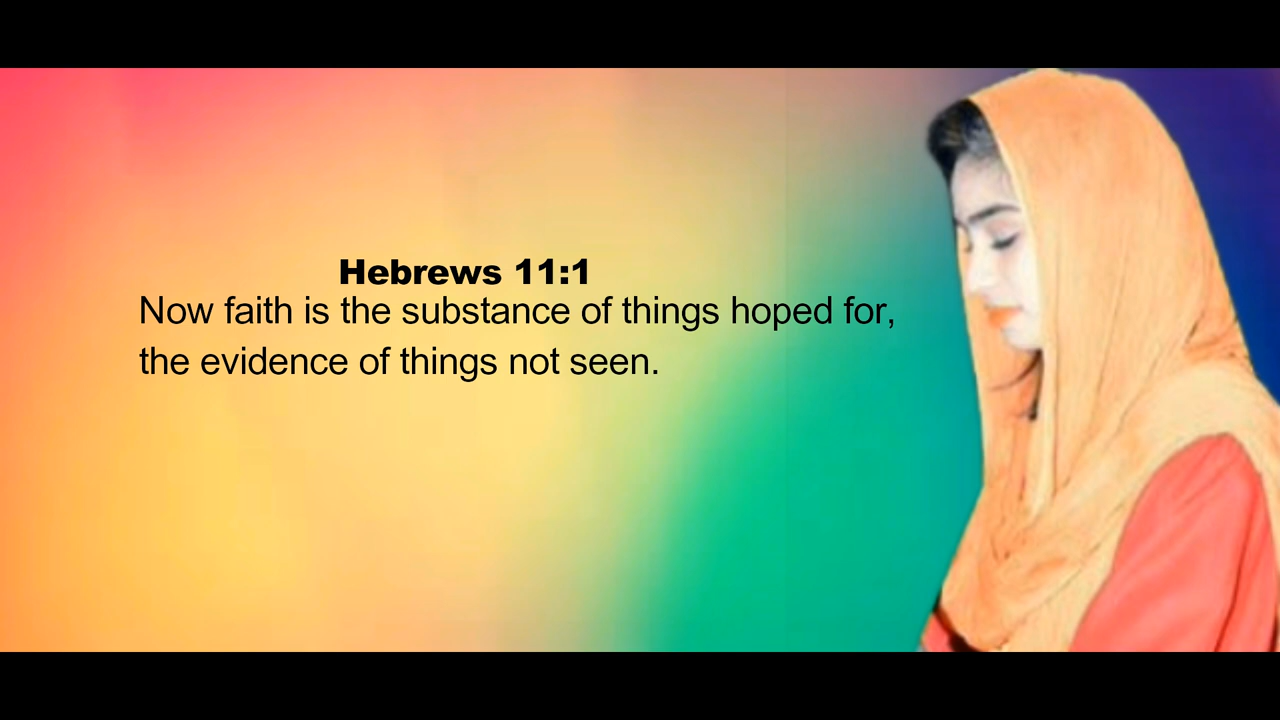 Hebrews 11:1
Now faith is the substance of things hoped for,
the evidence of things not seen.